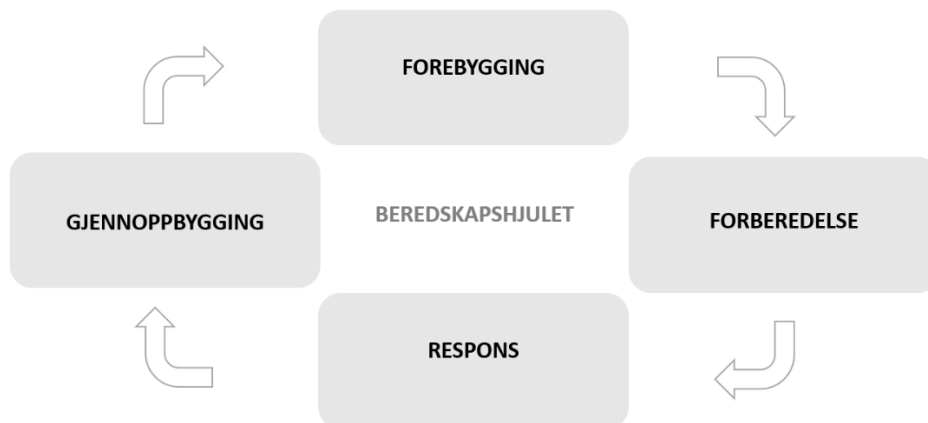 FOREBYGGING
GJENNOPPBYGGING
BEREDSKAPSHJULET
FORBEREDELSE
RESPONS